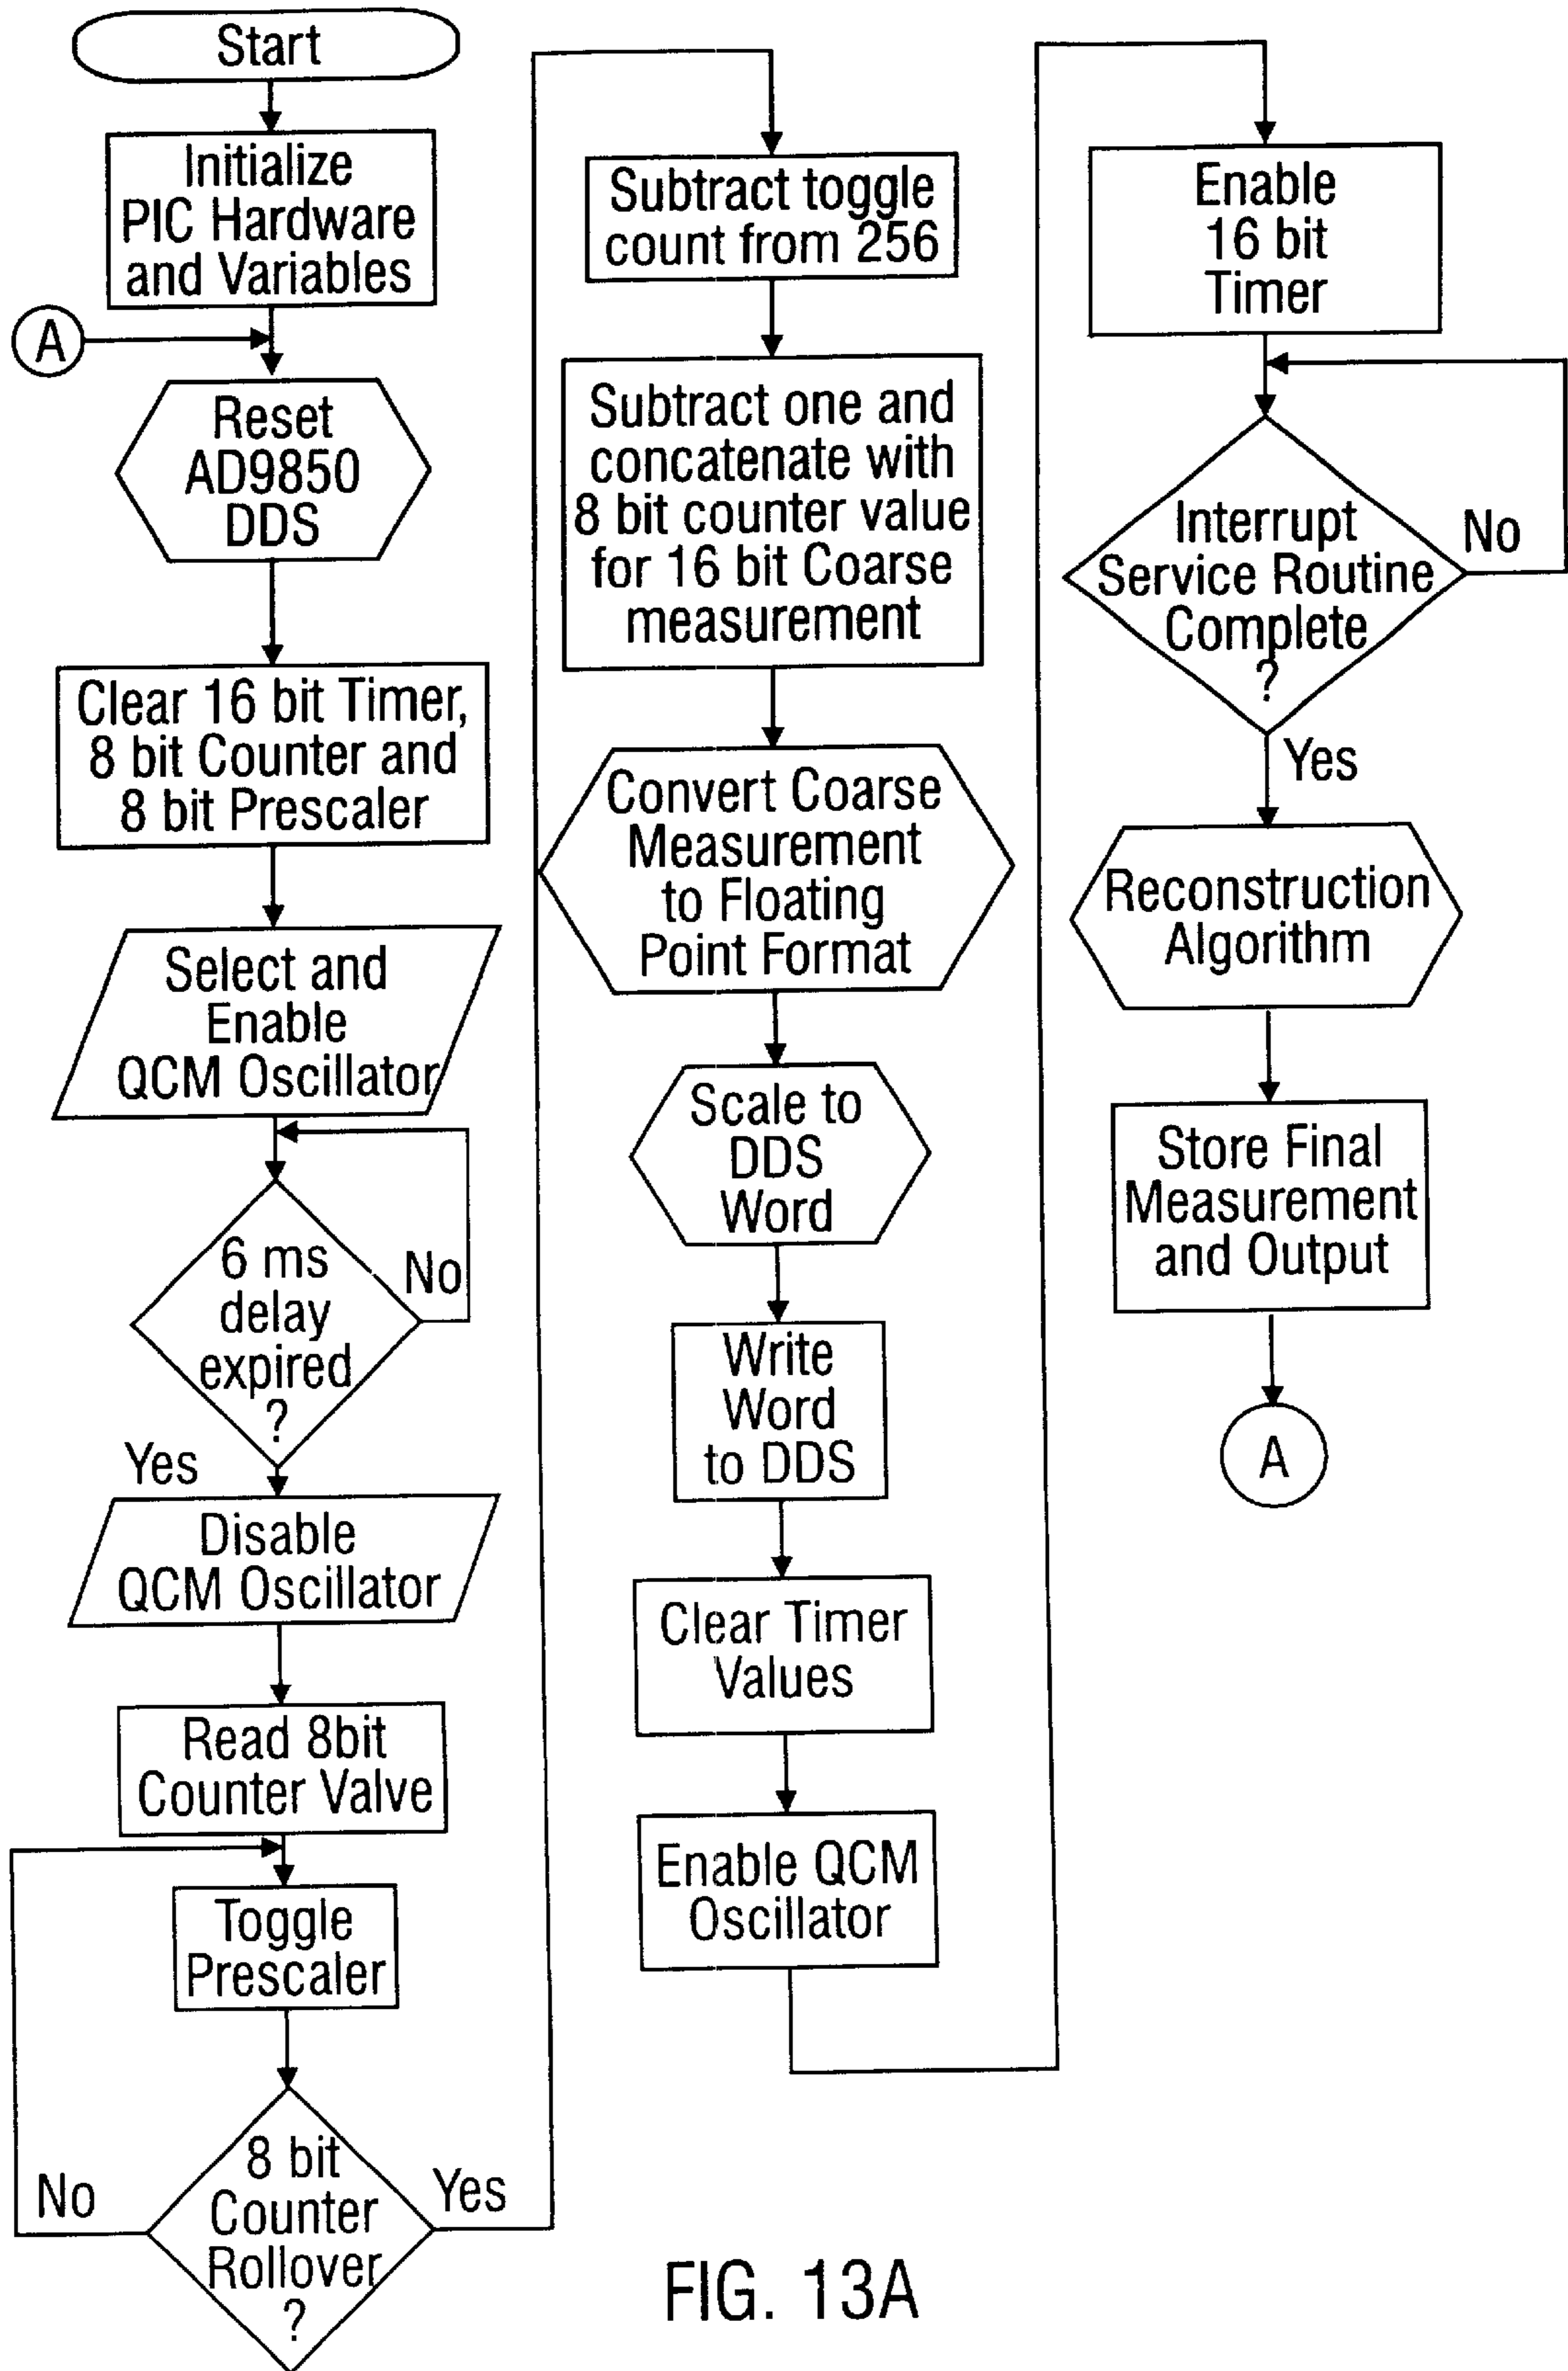 Start
Initialize
PIC Hardware
and Variables
A
Reset
AD9850
DDS
Clear 16 bit Timer,
8 bit Counter and
8 bit Prescaler
Select and
Enable
QCM Oscillator
6 ms
delay
expired
?
No
Yes
Disable
QCM Oscillator
Read 8bit
Counter Valve
Toggle
Prescaler
8 bit
Counter
Rollover
?
No
Yes
Subtract toggle
count from 256
Subtract one and
concatenate with
8 bit counter value
for 16 bit Coarse
measurement
Convert Coarse
Measurement
to Floating
Point Format
Scale to
DDS
Word
Write
Word
to DDS
Clear Timer
Values
Enable QCM
Oscillator
Enable
16 bit
Timer
Interrupt
Service Routine
Complete
?
No
Yes
Reconstruction
Algorithm
Store Final
Measurement
and Output
A
FIG. 13A